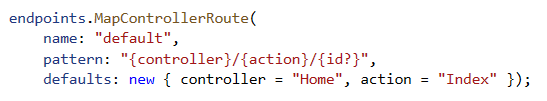 endpoints.MapControllerRoute(
    name: "default",
    pattern: "{controller}/{action}/{id?}",
    defaults: new { controller = "Home", action = "Index" });